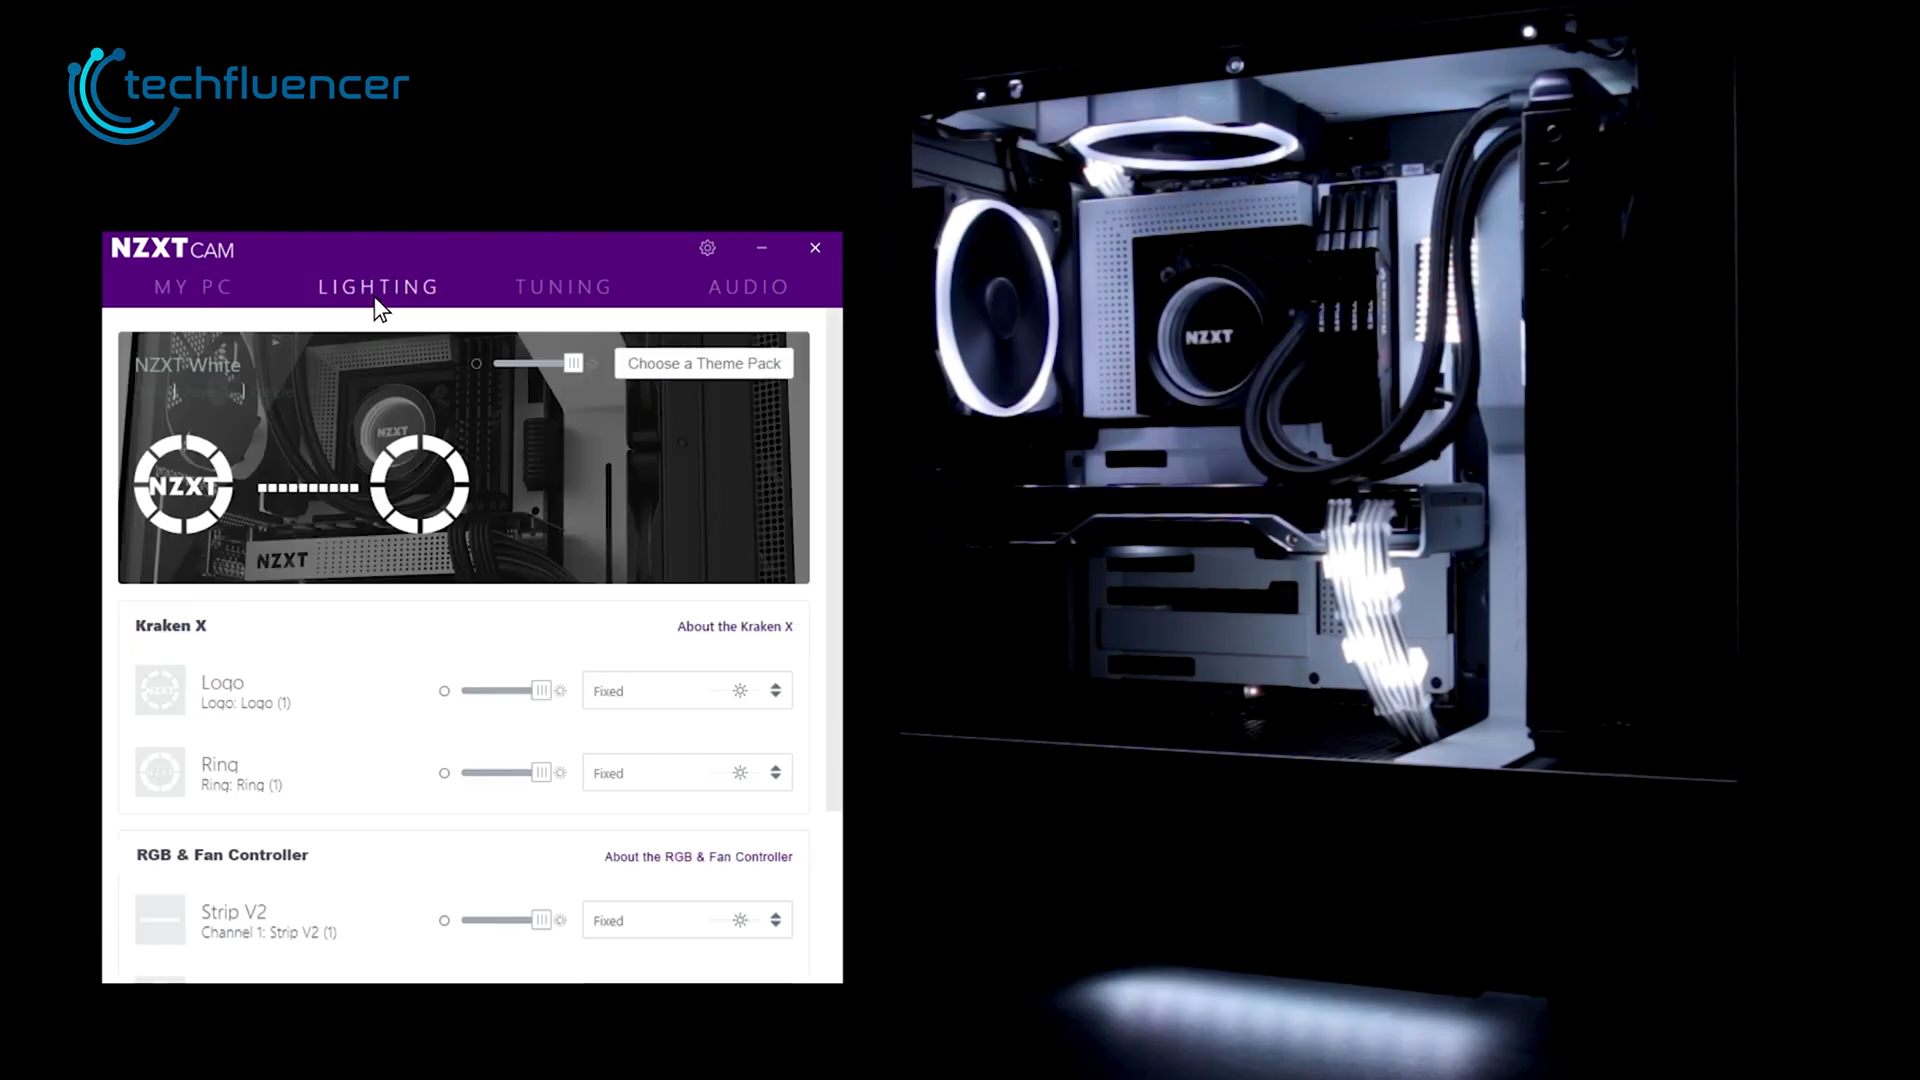 techfluencer
NZXT CAM
MY PC
LIGHTING
TUNING
AUDIO
NZXT White
Choose a Theme Pack
NZXT
NZXT
NZXT
Kraken X
About the Kraken X
Logo
Logo: Logo (1)
Fixed
Ring
Ring: Ring (1)
Fixed
RGB & Fan Controller
About the RGB & Fan Controller
Strip V2
Channel 1: Strip V2 (1)
Fixed
NZXT